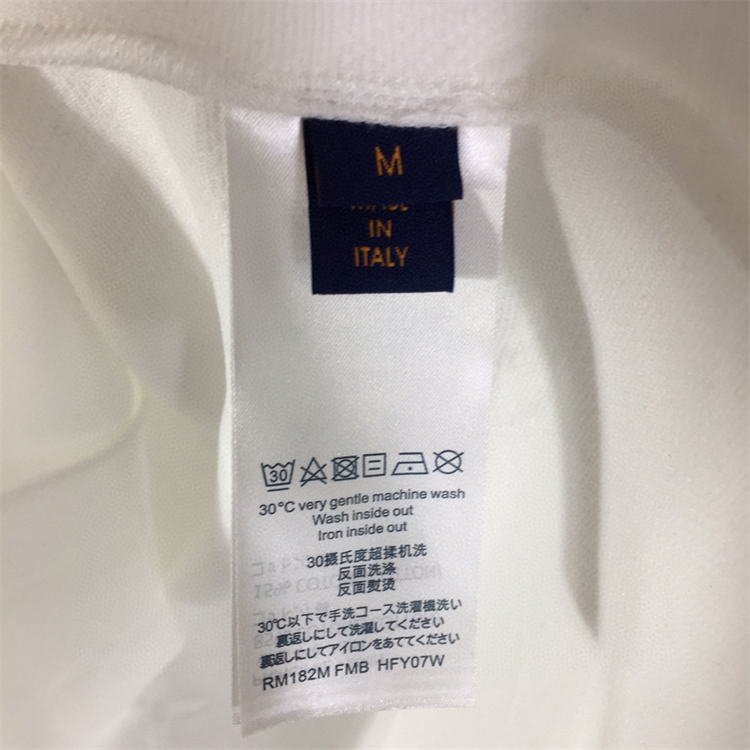 M
IN
ITALY
30
30°C very gentle machine wash
Wash inside out
Iron inside out
30摄氏度超揉机洗
反面洗涤
反面熨烫
30℃以下で手洗コース洗濯機洗い
裏返しにして洗濯してください
裏返しにしてアイロンをあててください
RM182M FMB HFY07W